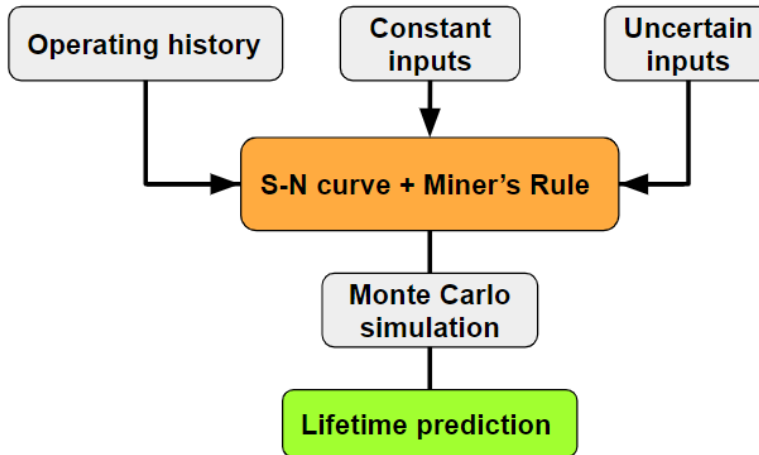 Operating history
Constant
inputs
Uncertain
inputs
S-N curve + Miner’s Rule
Monte Carlo
simulation
Lifetime prediction